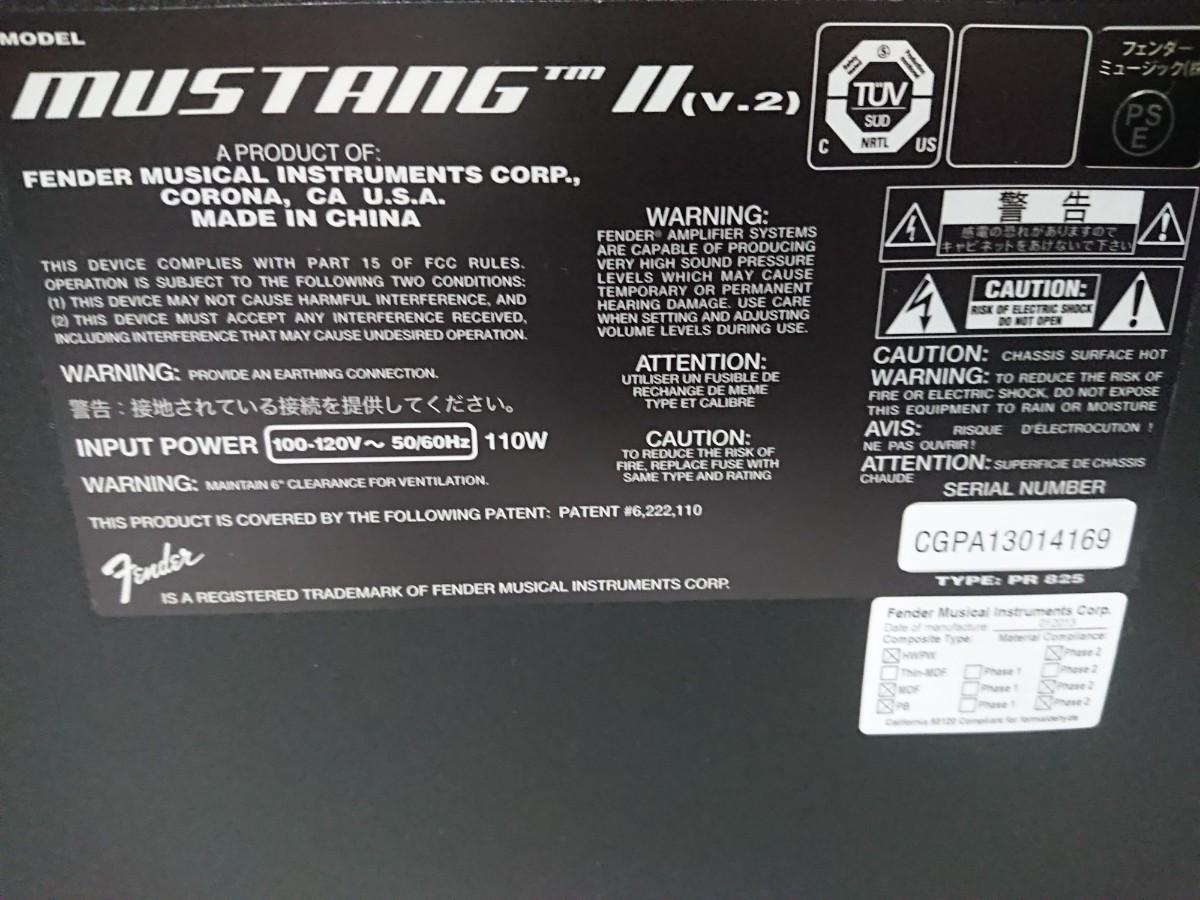 MODEL
MUSTANG™ II (V.2)
A PRODUCT OF:
FENDER MUSICAL INSTRUMENTS CORP.,
CORONA, CA U.S.A.
MADE IN CHINA
THIS DEVICE COMPLIES WITH PART 15 OF FCC RULES.
OPERATION IS SUBJECT TO THE FOLLOWING TWO CONDITIONS:
(1) THIS DEVICE MAY NOT CAUSE HARMFUL INTERFERENCE, AND
(2) THIS DEVICE MUST ACCEPT ANY INTERFERENCE RECEIVED,
INCLUDING INTERFERENCE THAT MAY CAUSE UNDESIRED OPERATION.
WARNING: PROVIDE AN EARTHING CONNECTION.
警告：接地されている接続を提供してください。
INPUT POWER 100-120V～ 50/60Hz 110W
WARNING: MAINTAIN 6" CLEARANCE FOR VENTILATION.
THIS PRODUCT IS COVERED BY THE FOLLOWING PATENT: PATENT #6,222,110
Fender
IS A REGISTERED TRADEMARK OF FENDER MUSICAL INSTRUMENTS CORP.
WARNING:
FENDER® AMPLIFIER SYSTEMS
ARE CAPABLE OF PRODUCING
VERY HIGH SOUND PRESSURE
LEVELS WHICH MAY CAUSE
TEMPORARY OR PERMANENT
HEARING DAMAGE. USE CARE
WHEN SETTING AND ADJUSTING
VOLUME LEVELS DURING USE.
ATTENTION:
UTILISER UN FUSIBLE DE
RECHANGE DE MEME
TYPE ET CALIBRE
CAUTION:
TO REDUCE THE RISK OF
FIRE, REPLACE FUSE WITH
SAME TYPE AND RATING
S
TÜV
SÜD
NRTL
C US
フェンダー
ミュージック(株
PS
E
警告
感電の恐れがありますので
キャビネットをあけないで下さい
CAUTION:
RISK OF ELECTRIC SHOCK
DO NOT OPEN
CAUTION: CHASSIS SURFACE HOT
WARNING: TO REDUCE THE RISK OF
FIRE OR ELECTRIC SHOCK, DO NOT EXPOSE
THIS EQUIPMENT TO RAIN OR MOISTURE
AVIS: RISQUE D'ÉLECTROCUTION !
NE PAS OUVRIR !
ATTENTION: SUPERFICIE DE CHASSIS
CHAUDE
SERIAL NUMBER
CGPA13014169
TYPE: PR 825
Fender Musical Instruments Corp.
Date of manufacture 012013
Composite Type: Material Compliance:
HWPW Phase 2
Thin-MDF Phase 1 Phase 2
MDF Phase 1 Phase 2
PB Phase 1 Phase 2
California 93120 Compliant for formaldehyde